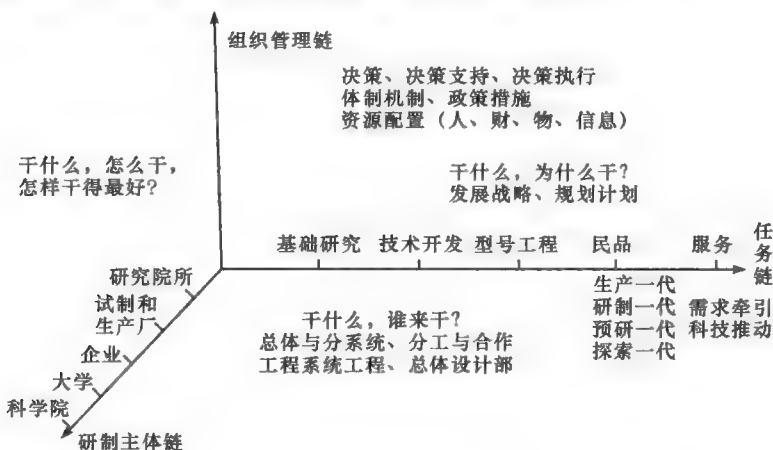 组织管理链
决策、决策支持、决策执行
体制机制、政策措施
资源配置（人、财、物、信息）
干什么，怎么干，
怎样干得最好？
干什么，为什么干？
发展战略、规划计划
基础研究 技术开发 型号工程 民品 服务
任务链
研究院所
试制和
生产厂
企业
大学
科学院
研制主体链
干什么，谁来干？
总体与分系统、分工与合作
工程系统工程、总体设计部
生产一代
研制一代
预研一代
探索一代
需求牵引
科技推动